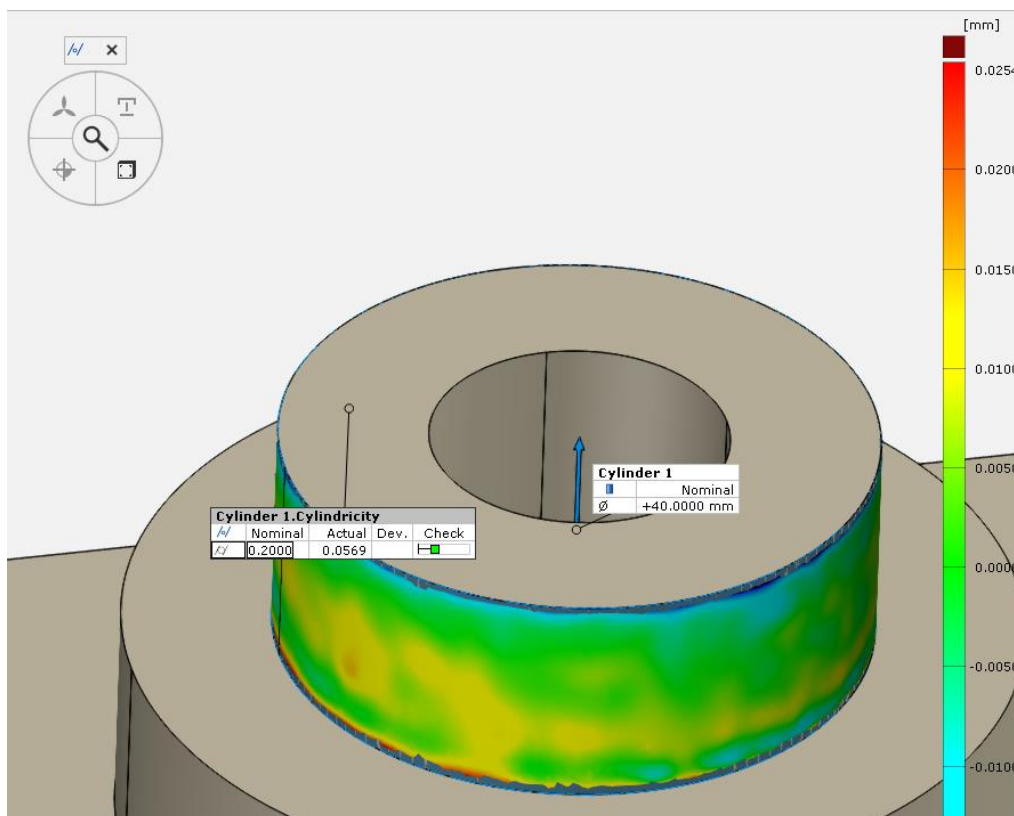 [mm]
0.0254
0.0200
0.0150
0.0100
0.0050
0.0000
-0.0050
-0.0100
Cylinder 1
Nominal
Ø +40.0000 mm
Cylinder 1.Cylindricity
Nominal Actual Dev. Check
0.2000 0.0569